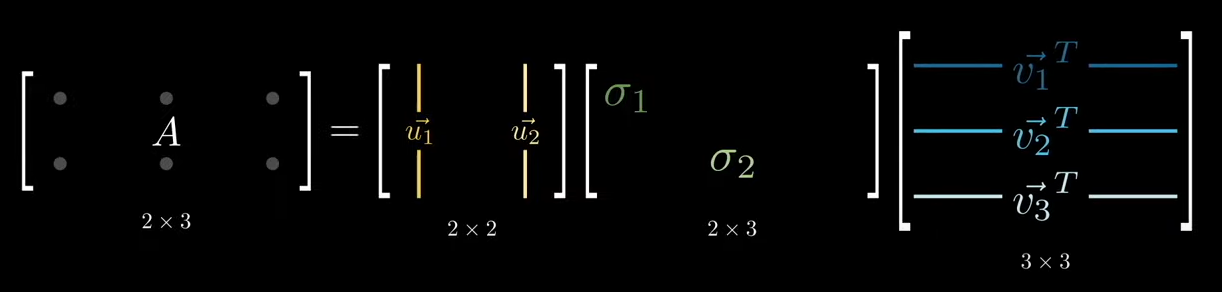 A = u⃗₁ u⃗₂ σ₁ σ₂ v⃗₁ᵀ v⃗₂ᵀ v⃗₃ᵀ
2 × 3
2 × 2
2 × 3
3 × 3